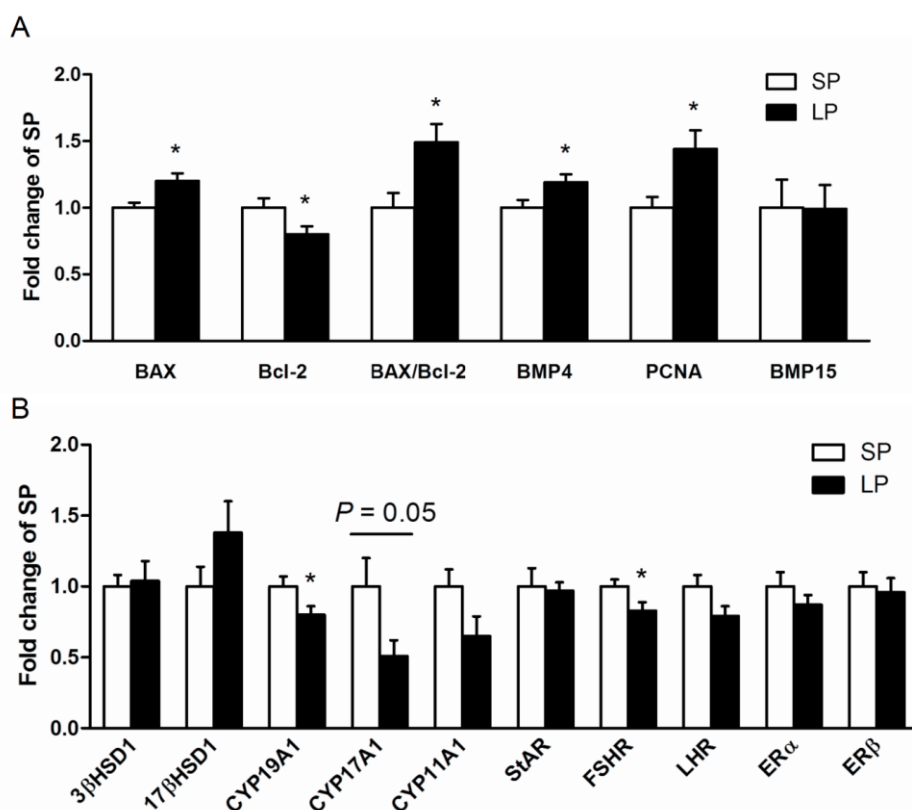 A
Fold change of SP
2.0
1.5
1.0
0.5
0.0
SP
LP
*
*
*
*
*
BAX
Bcl-2
BAX/Bcl-2
BMP4
PCNA
BMP15
B
Fold change of SP
2.0
1.5
1.0
0.5
0.0
SP
LP
P = 0.05
*
*
3βHSD1
17βHSD1
CYP19A1
CYP17A1
CYP11A1
StAR
FSHR
LHR
ERα
ERβ